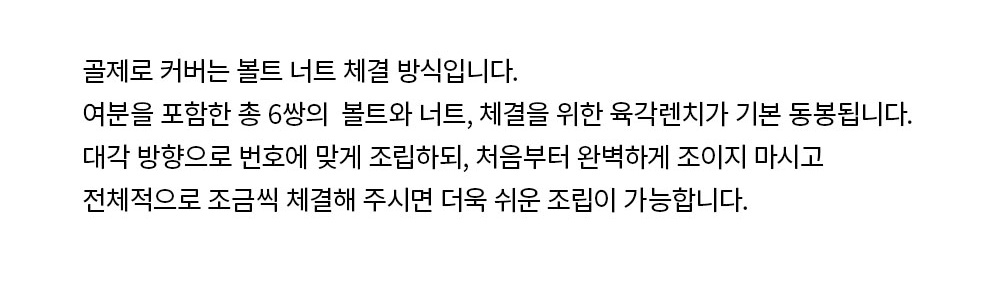 골제로 커버는 볼트 너트 체결 방식입니다.
여분을 포함한 총 6쌍의  볼트와 너트, 체결을 위한 육각렌치가 기본 동봉됩니다.
대각 방향으로 번호에 맞게 조립하되, 처음부터 완벽하게 조이지 마시고
전체적으로 조금씩 체결해 주시면 더욱 쉬운 조립이 가능합니다.